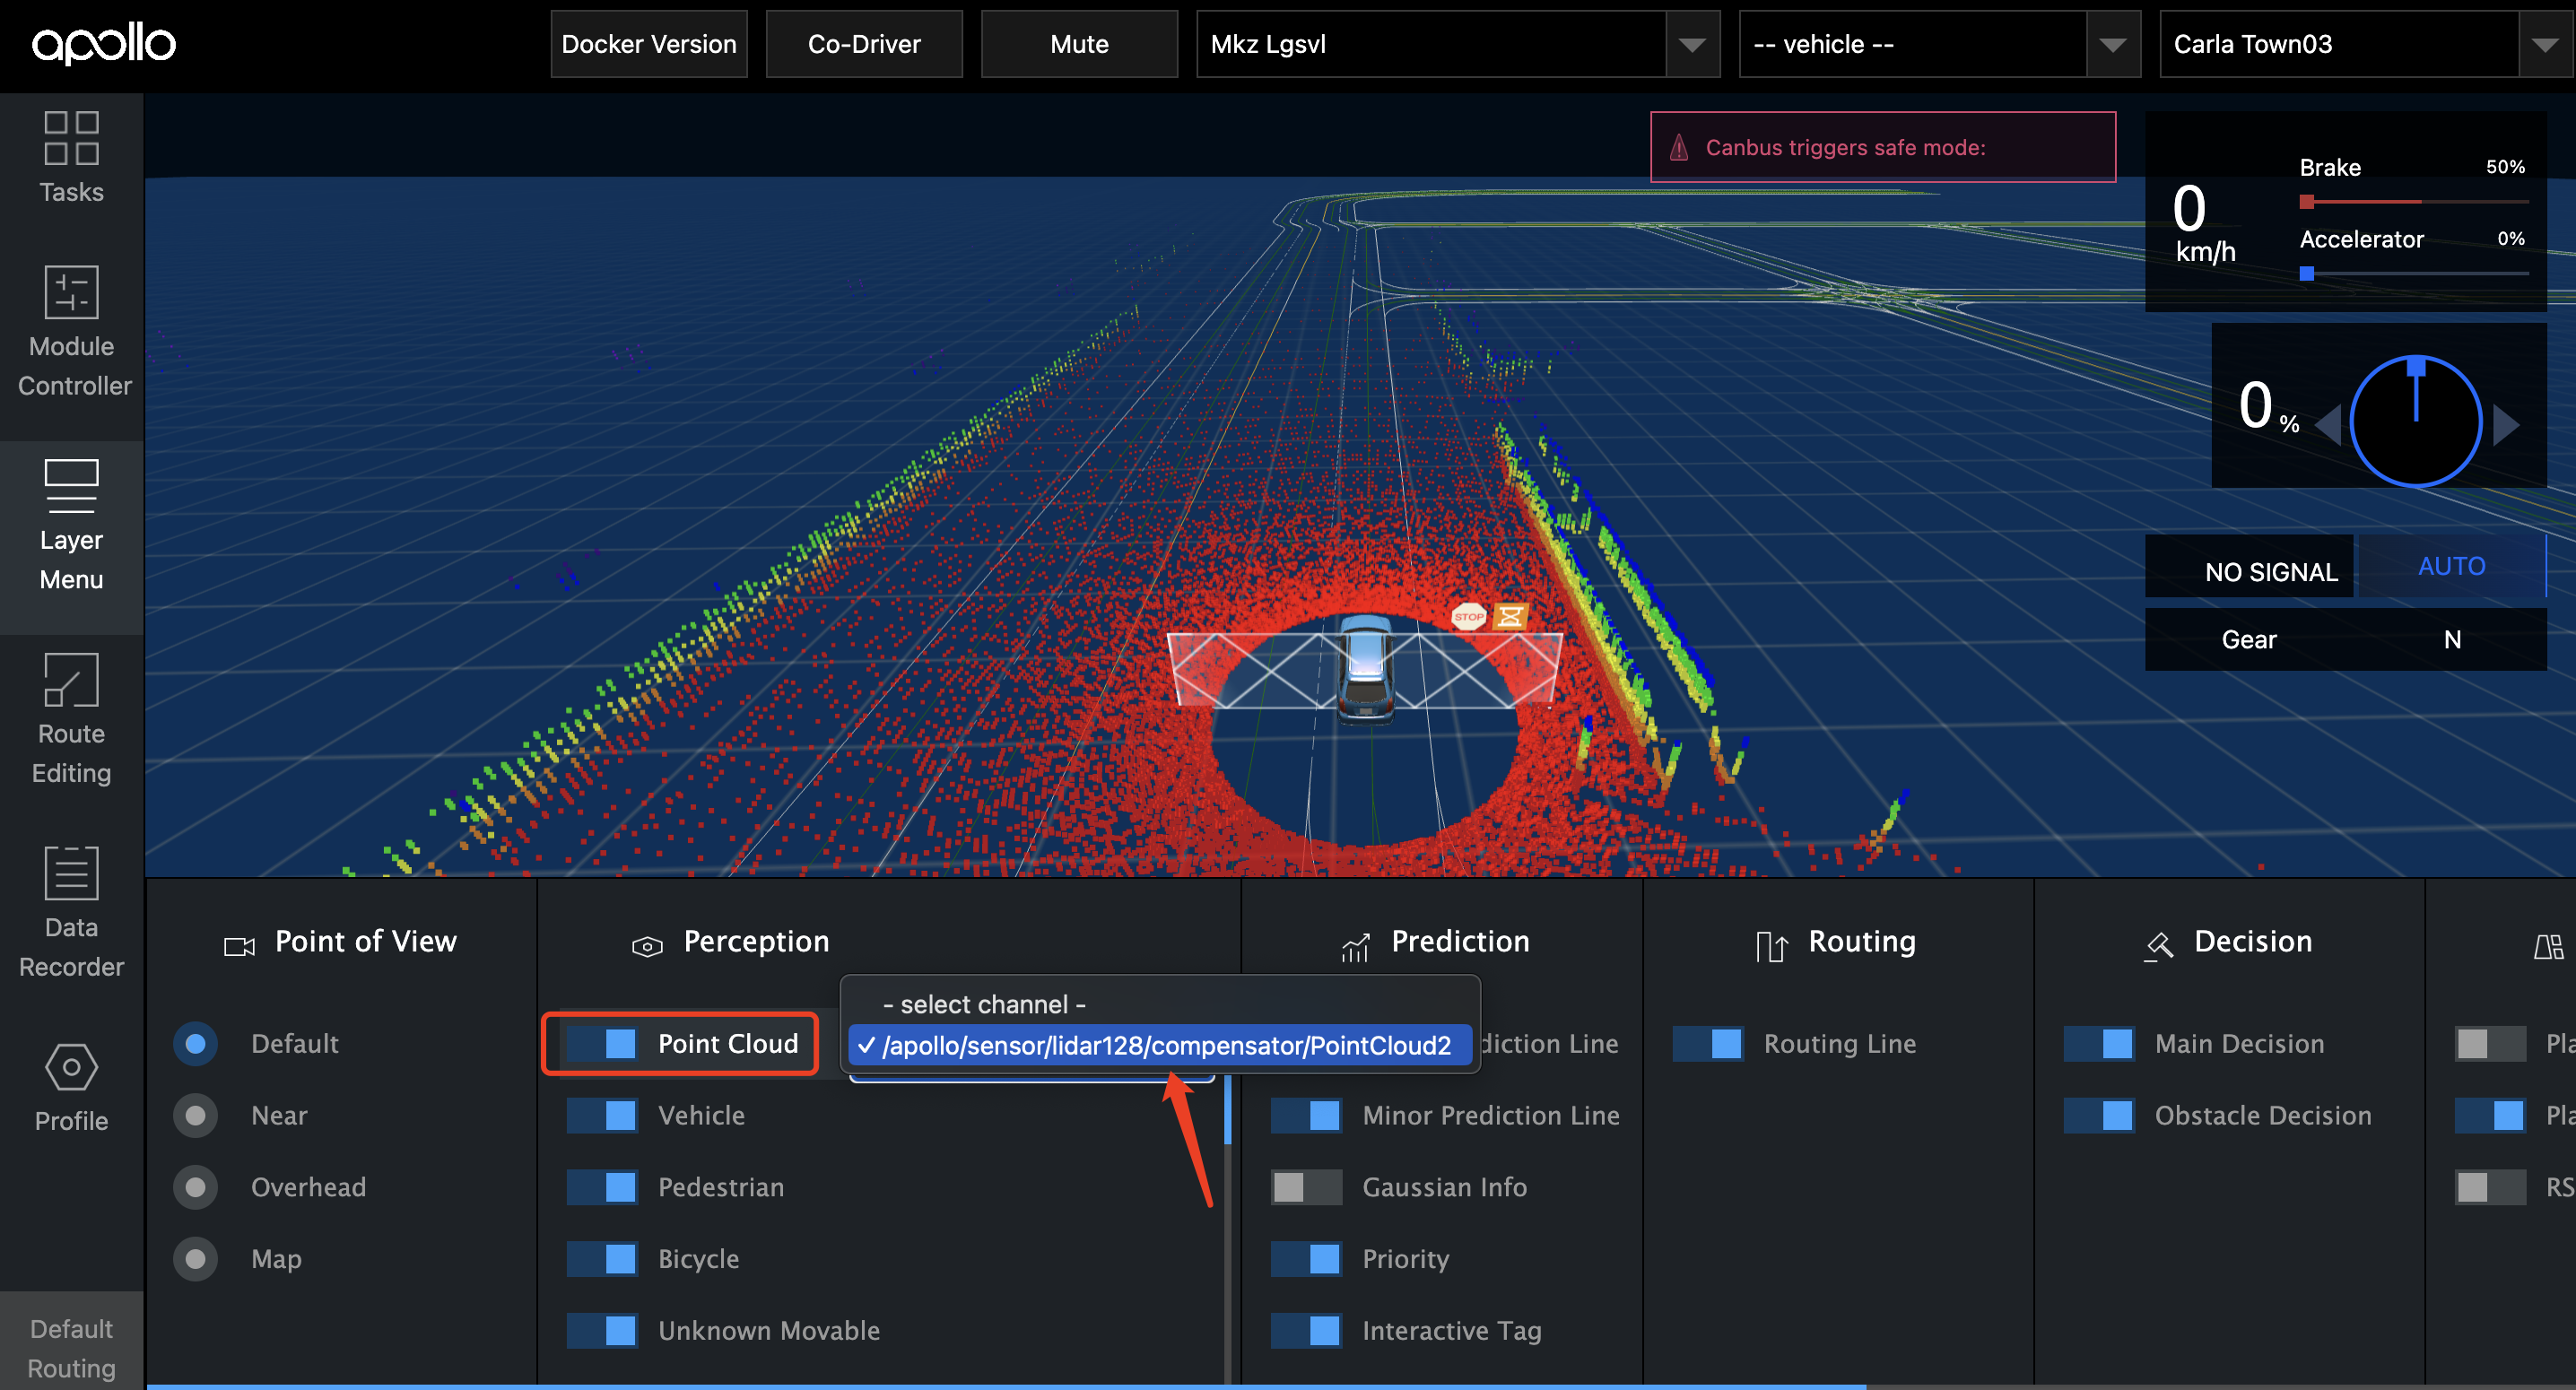 apollo
Docker Version
Co-Driver
Mute
Mkz Lgsvl
-- vehicle --
Carla Town03
Tasks
Module
Controller
Layer
Menu
Route
Editing
Data
Recorder
Profile
Default
Routing
Canbus triggers safe mode:
0
km/h
Brake 50%
Accelerator 0%
0 %
NO SIGNAL
AUTO
Gear N
STOP
Point of View
Default
Near
Overhead
Map
Perception
- select channel -
Point Cloud
✓ /apollo/sensor/lidar128/compensator/PointCloud2
Vehicle
Pedestrian
Bicycle
Unknown Movable
Prediction
diction Line
Minor Prediction Line
Gaussian Info
Priority
Interactive Tag
Routing
Routing Line
Decision
Main Decision
Obstacle Decision
Pla
Pla
RS